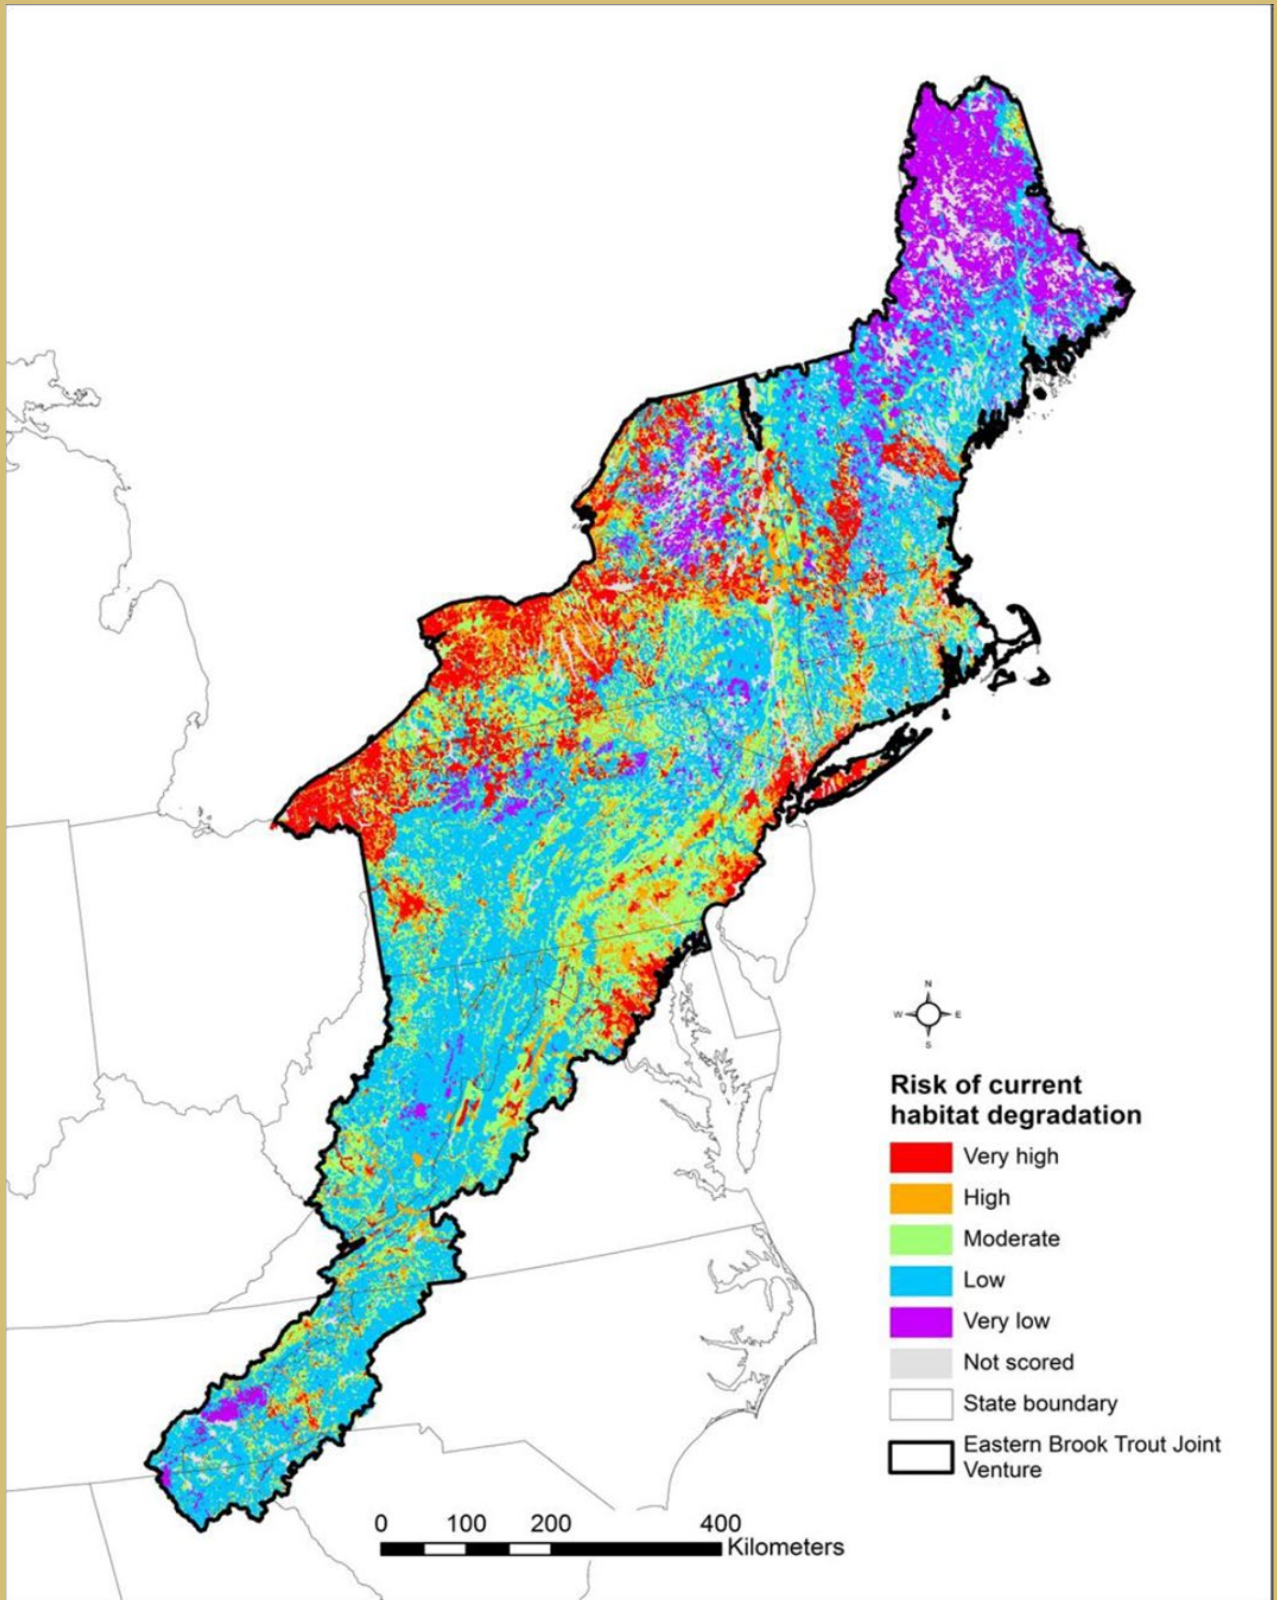 N
W E
S
Risk of current
habitat degradation
Very high
High
Moderate
Low
Very low
Not scored
State boundary
Eastern Brook Trout Joint
Venture
0 100 200 400
Kilometers